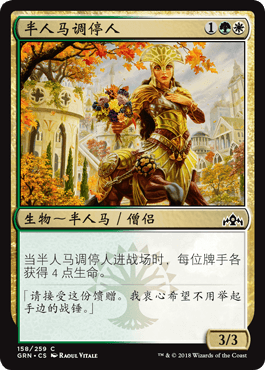 半人马调停人 1
生物～半人马／僧侣
当半人马调停人进战场时，每位牌手各
获得4点生命。
「请接受这份馈赠。我衷心希望不用举起
手边的战锤。」
3/3
158/259 C
GRN • CS Raoul Vitale
™ & © 2018 Wizards of the Coast